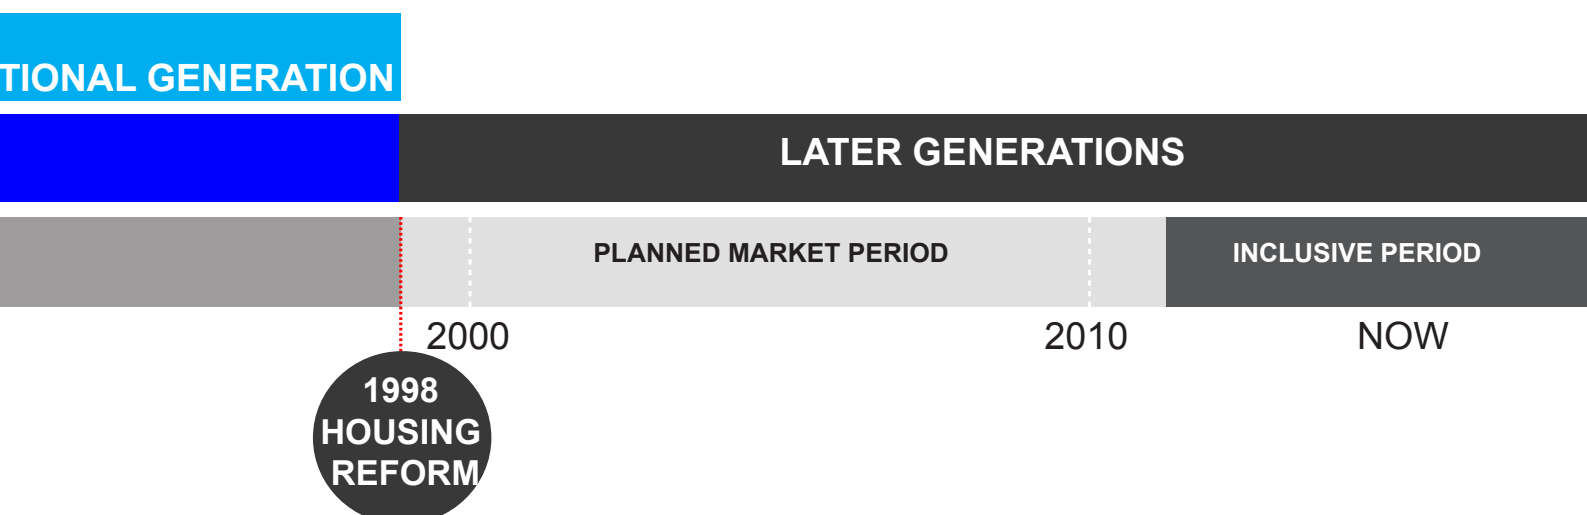 TIONAL GENERATION
LATER GENERATIONS
PLANNED MARKET PERIOD
INCLUSIVE PERIOD
2000
2010
NOW
1998
HOUSING
REFORM